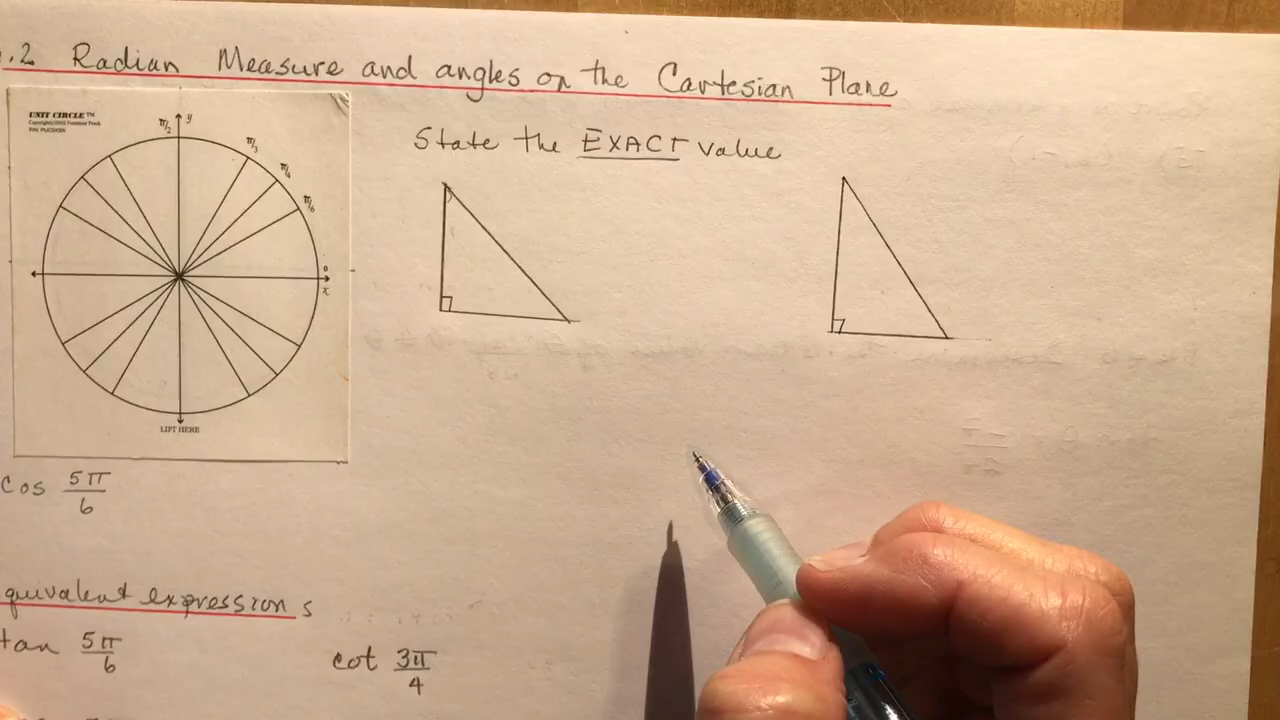 .2 Radian Measure and angles on the Cartesian Plane
UNIT CIRCLE™
π/2
y
π/3
π/4
π/6
0
x
LIFT HERE
State the EXACT value
cos 5π/6
quivalent expressions
tan 5π/6
cot 3π/4